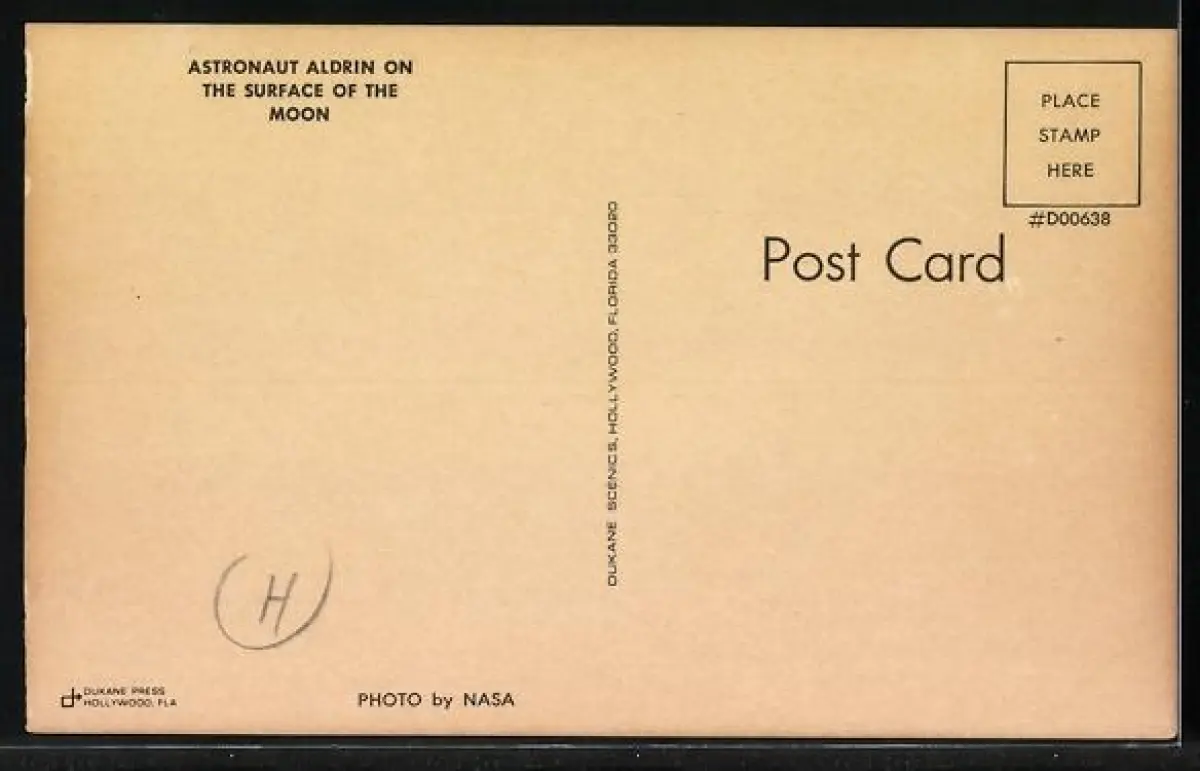 ASTRONAUT ALDRIN ON
THE SURFACE OF THE
MOON
PLACE
STAMP
HERE
#D00638
Post Card
DUKANE SCENICS, HOLLYWOOD, FLORIDA 33020
H
DUKANE PRESS
HOLLYWOOD, FLA
PHOTO by NASA